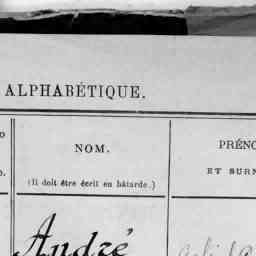 ALPHABÉTIQUE.
NOM. PRÉNO
ET SURN
(Il doit être écrit en bâtarde.)
André